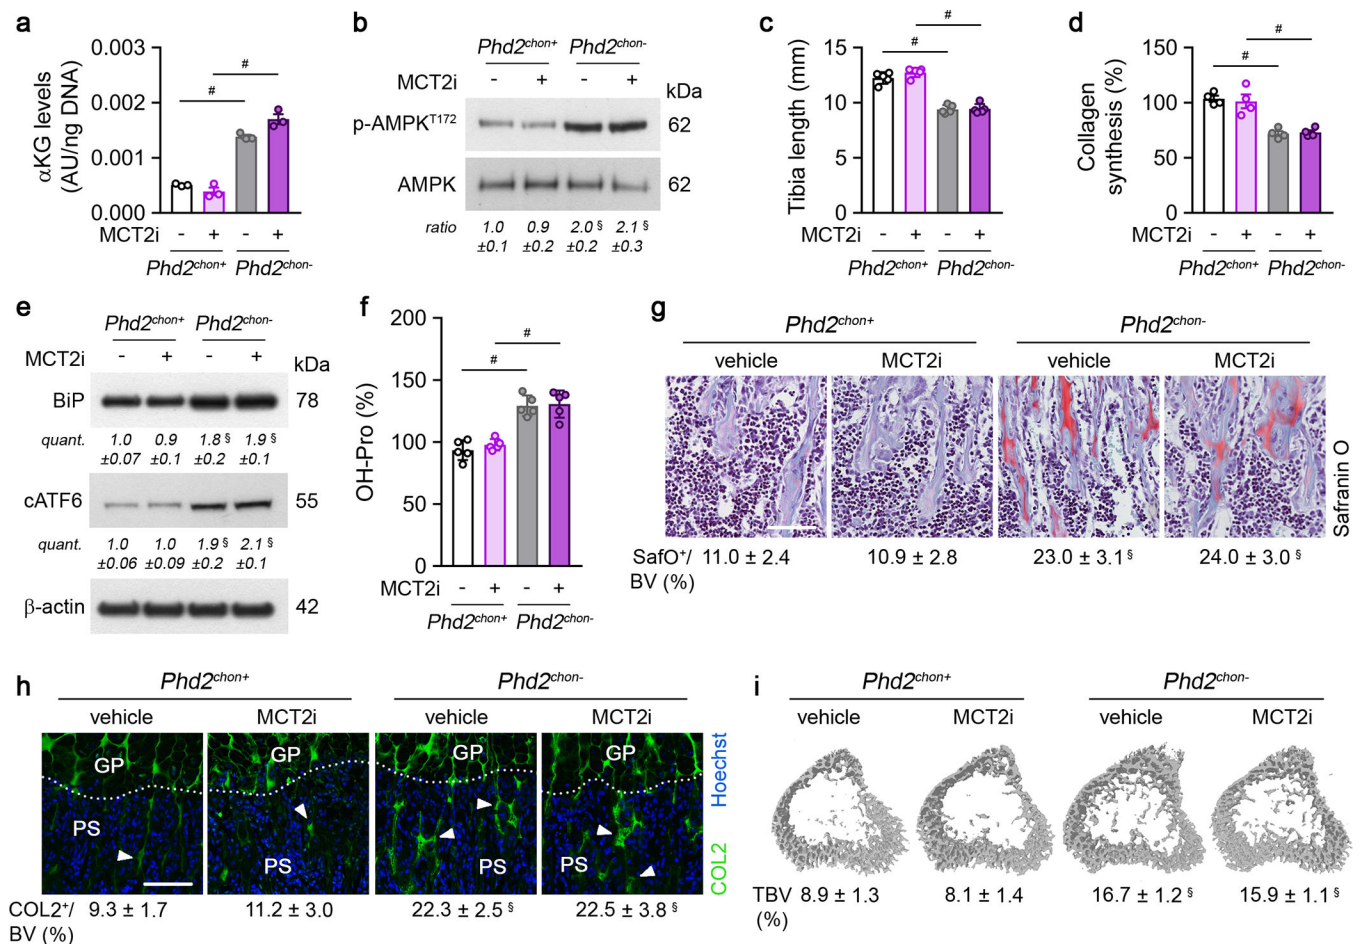 a
αKG levels
(AU/ng DNA)
0.003
0.002
0.001
0.000
#
#
MCT2i - + - +
Phd2chon+ Phd2chon-
b
Phd2chon+ Phd2chon-
MCT2i - + - +
kDa
p-AMPKT172 62
AMPK 62
ratio 1.0 0.9 2.0 § 2.1 §
±0.1 ±0.2 ±0.2 ±0.3
c
Tibia length (mm)
15
10
5
0
#
#
MCT2i - + - +
Phd2chon+ Phd2chon-
d
Collagen
synthesis (%)
150
100
50
0
#
#
MCT2i - + - +
Phd2chon+ Phd2chon-
e
Phd2chon+ Phd2chon-
MCT2i - + - +
kDa
BiP 78
quant. 1.0 0.9 1.8 § 1.9 §
±0.07 ±0.1 ±0.2 ±0.1
cATF6 55
quant. 1.0 1.0 1.9 § 2.1 §
±0.06 ±0.09 ±0.2 ±0.1
β-actin 42
f
OH-Pro (%)
200
150
100
50
0
#
#
MCT2i - + - +
Phd2chon+ Phd2chon-
g
Phd2chon+ Phd2chon-
vehicle MCT2i vehicle MCT2i
Safranin O
SafO+/ 11.0 ± 2.4 10.9 ± 2.8 23.0 ± 3.1 § 24.0 ± 3.0 §
BV (%)
h
Phd2chon+ Phd2chon-
vehicle MCT2i vehicle MCT2i
GP GP GP GP
PS PS PS PS
COL2 Hoechst
COL2+/ 9.3 ± 1.7 11.2 ± 3.0 22.3 ± 2.5 § 22.5 ± 3.8 §
BV (%)
i
Phd2chon+ Phd2chon-
vehicle MCT2i vehicle MCT2i
TBV 8.9 ± 1.3 8.1 ± 1.4 16.7 ± 1.2 § 15.9 ± 1.1 §
(%)